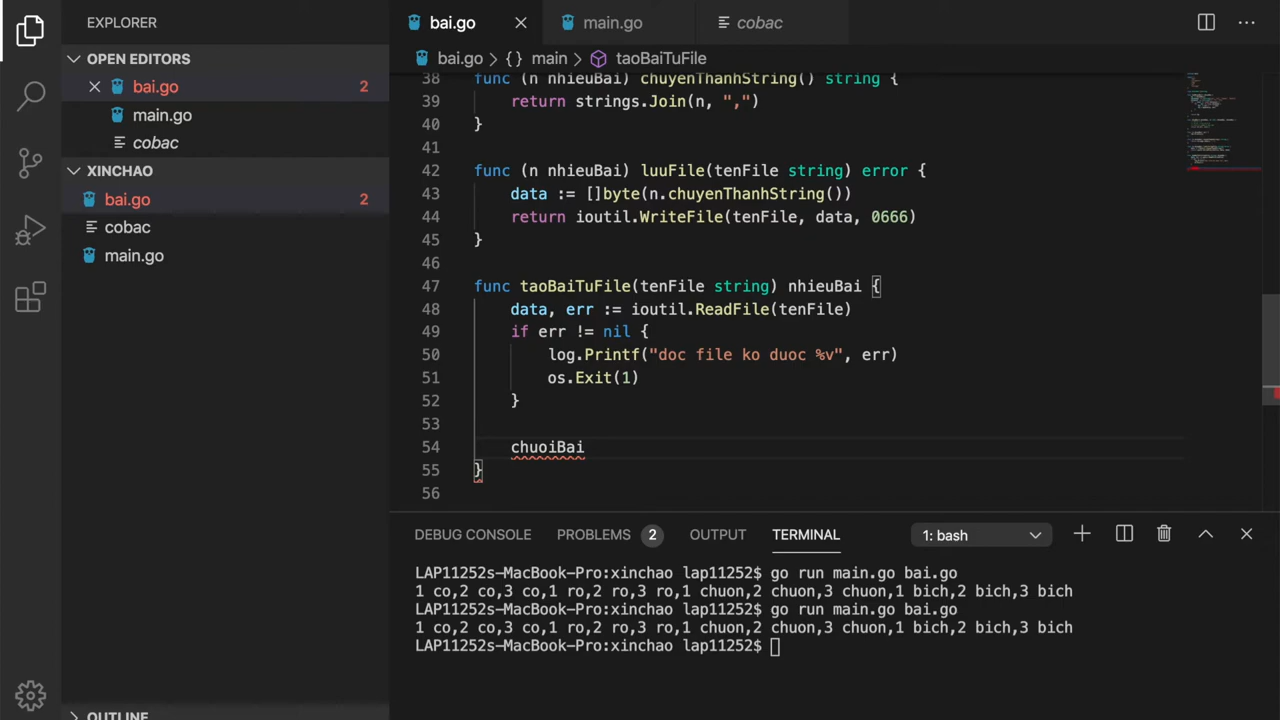 EXPLORER
OPEN EDITORS
bai.go 2
main.go
cobac
XINCHAO
bai.go 2
cobac
main.go
OUTLINE
bai.go main.go cobac
bai.go > {} main > taoBaiTuFile
38 func (n nhieuBai) chuyenThanhString() string {
39 return strings.Join(n, ",")
40 }
41
42 func (n nhieuBai) luuFile(tenFile string) error {
43 data := []byte(n.chuyenThanhString())
44 return ioutil.WriteFile(tenFile, data, 0666)
45 }
46
47 func taoBaiTuFile(tenFile string) nhieuBai {
48 data, err := ioutil.ReadFile(tenFile)
49 if err != nil {
50 log.Printf("doc file ko duoc %v", err)
51 os.Exit(1)
52 }
53
54 chuoiBai
55 }
56
DEBUG CONSOLE PROBLEMS 2 OUTPUT TERMINAL 1: bash
LAP11252s-MacBook-Pro:xinchao lap11252$ go run main.go bai.go
1 co,2 co,3 co,1 ro,2 ro,3 ro,1 chuon,2 chuon,3 chuon,1 bich,2 bich,3 bich
LAP11252s-MacBook-Pro:xinchao lap11252$ go run main.go bai.go
1 co,2 co,3 co,1 ro,2 ro,3 ro,1 chuon,2 chuon,3 chuon,1 bich,2 bich,3 bich
LAP11252s-MacBook-Pro:xinchao lap11252$